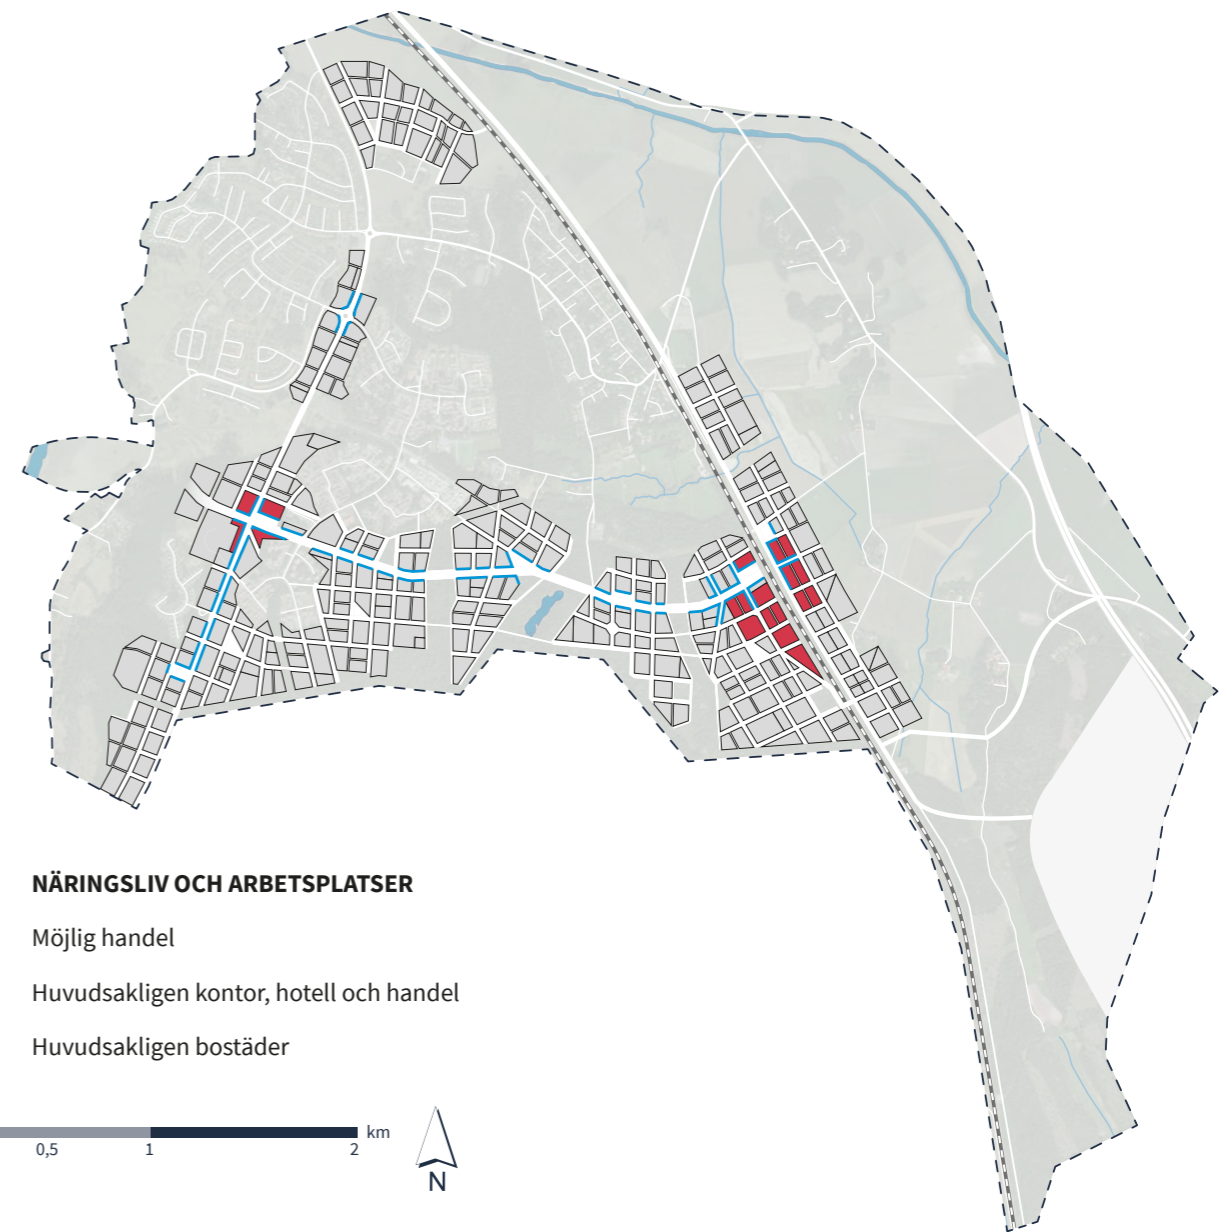 NÄRINGSLIV OCH ARBETSPLATSER
Möjlig handel
Huvudsakligen kontor, hotell och handel
Huvudsakligen bostäder
km
0,5 1 2
N